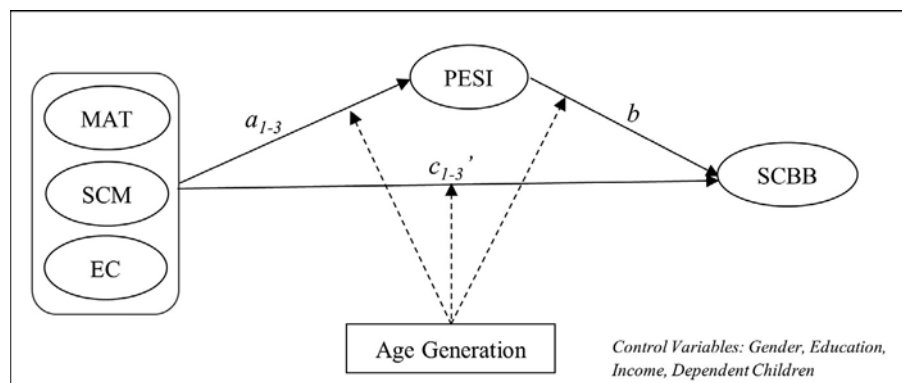 PESI
MAT
a1-3
b
c1-3'
SCM
SCBB
EC
Age Generation
Control Variables: Gender, Education,
Income, Dependent Children